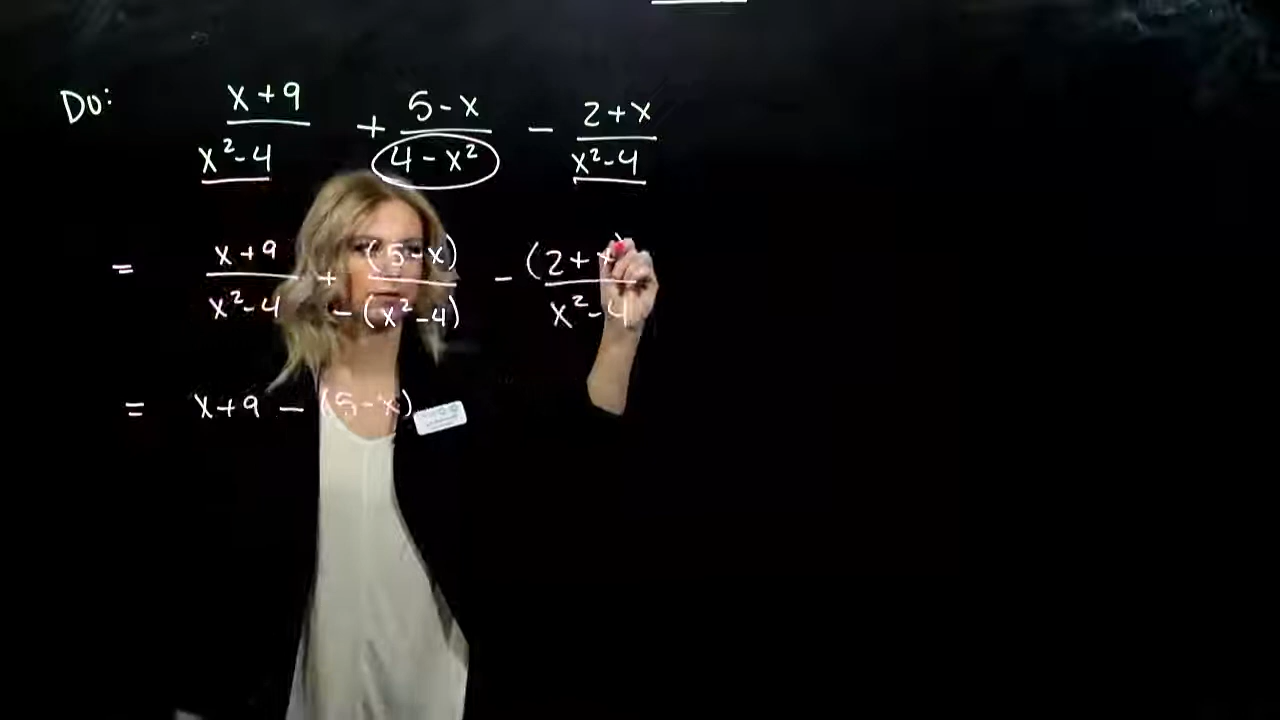 Do: (x+9)/(x²-4) + (5-x)/(4-x²) - (2+x)/(x²-4)
= (x+9)/(x²-4) + (5-x)/-(x²-4) - (2+x)/(x²-4)
= x+9 - (5-x)